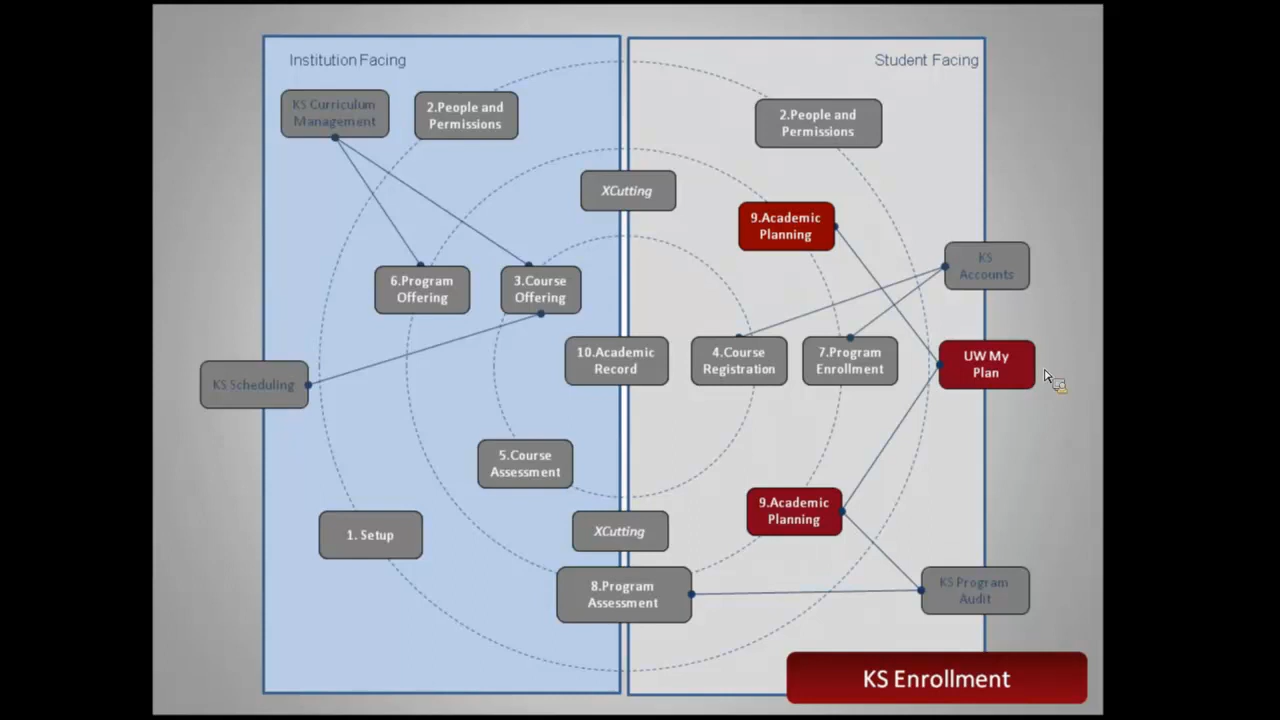 Institution Facing
Student Facing
KS Curriculum
Management
2.People and
Permissions
2.People and
Permissions
XCutting
9.Academic
Planning
KS
Accounts
6.Program
Offering
3.Course
Offering
10.Academic
Record
4.Course
Registration
7.Program
Enrollment
UW My
Plan
KS Scheduling
5.Course
Assessment
9.Academic
Planning
1. Setup
XCutting
8.Program
Assessment
KS Program
Audit
KS Enrollment